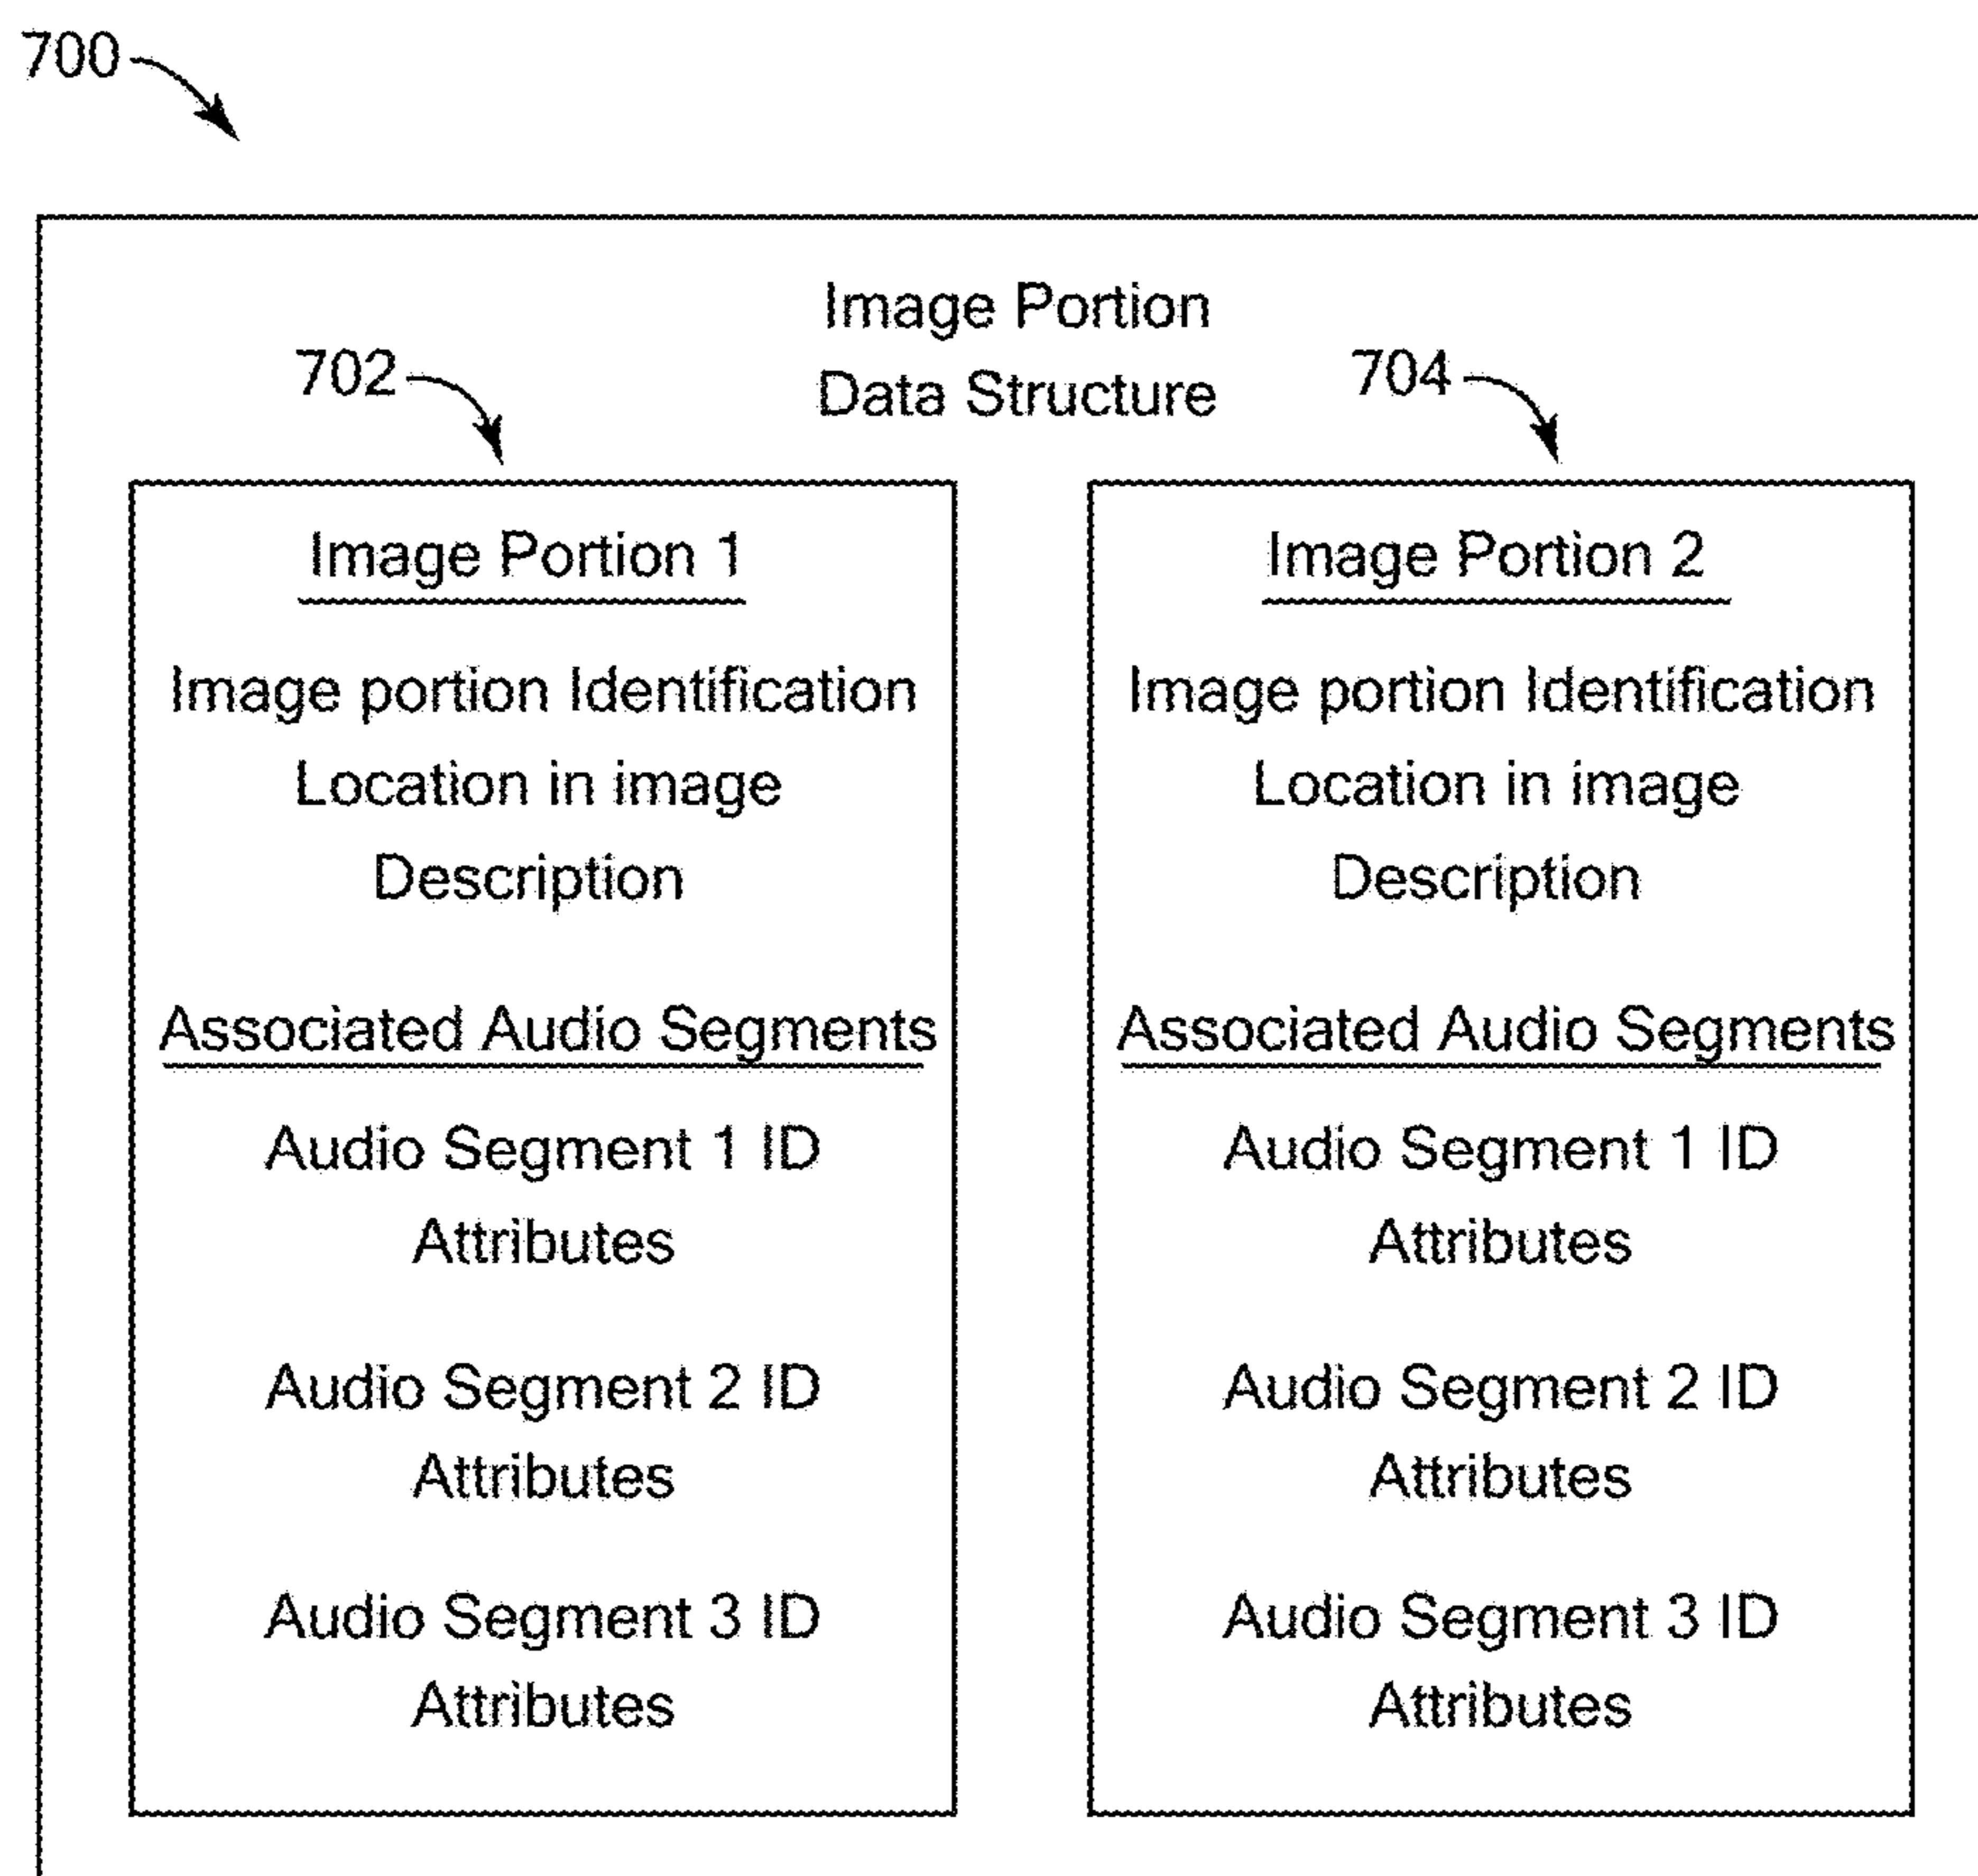 700
Image Portion
Data Structure
702
704
Image Portion 1
Image portion Identification
Location in image
Description
Associated Audio Segments
Audio Segment 1 ID
Attributes
Audio Segment 2 ID
Attributes
Audio Segment 3 ID
Attributes
Image Portion 2
Image portion Identification
Location in image
Description
Associated Audio Segments
Audio Segment 1 ID
Attributes
Audio Segment 2 ID
Attributes
Audio Segment 3 ID
Attributes